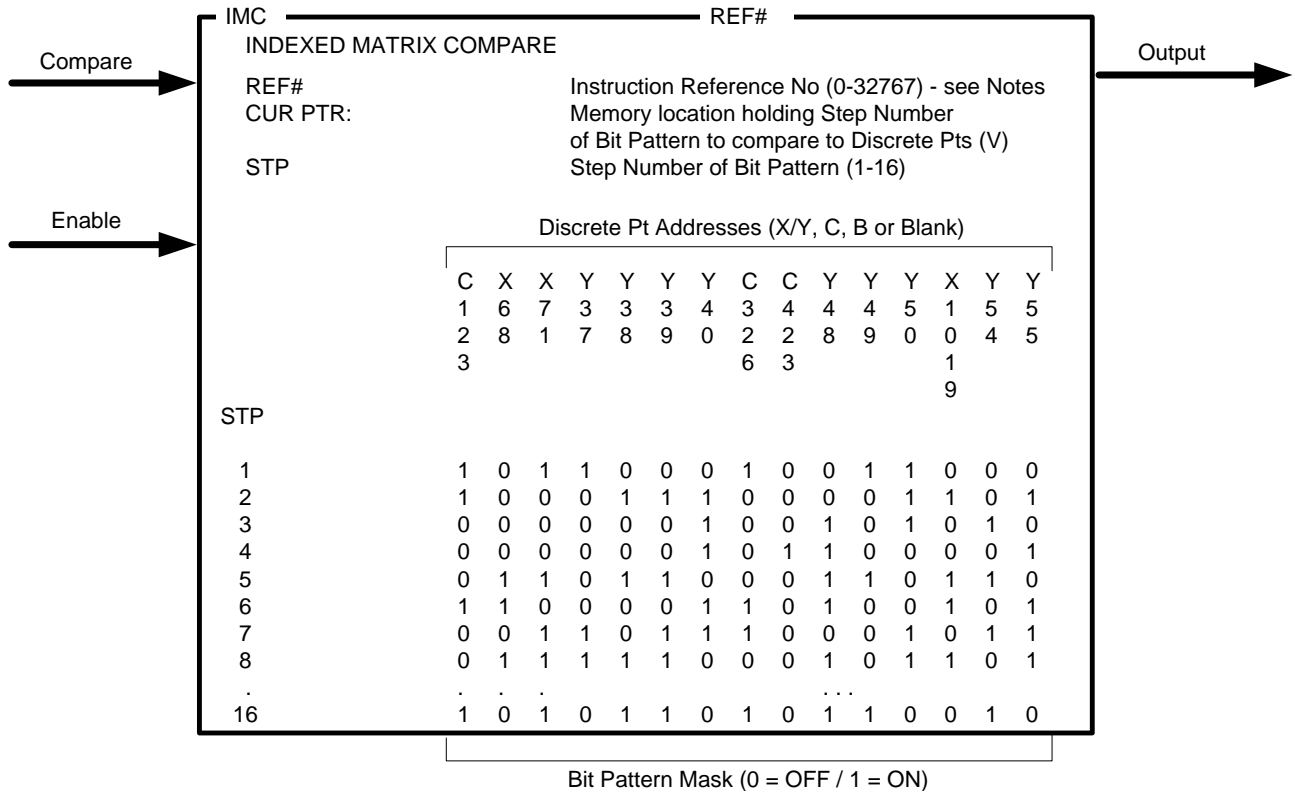 IMC REF#
INDEXED MATRIX COMPARE
Compare
Output
REF# Instruction Reference No (0-32767) - see Notes
CUR PTR: Memory location holding Step Number
of Bit Pattern to compare to Discrete Pts (V)
STP Step Number of Bit Pattern (1-16)
Enable
Discrete Pt Addresses (X/Y, C, B or Blank)
C X X Y Y Y Y C C Y Y Y X Y Y
1 6 7 3 3 3 4 3 4 4 4 5 1 5 5
2 8 1 7 8 9 0 2 2 8 9 0 0 4 5
3 6 3 1
9
STP
1 1 0 1 1 0 0 0 1 0 0 1 1 0 0 0
2 1 0 0 0 1 1 1 0 0 0 0 1 1 0 1
3 0 0 0 0 0 0 1 0 0 1 0 1 0 1 0
4 0 0 0 0 0 0 1 0 1 1 0 0 0 0 1
5 0 1 1 0 1 1 0 0 0 1 1 0 1 1 0
6 1 1 0 0 0 0 1 1 0 1 0 0 1 0 1
7 0 0 1 1 0 1 1 1 0 0 0 1 0 1 1
8 0 1 1 1 1 1 0 0 0 1 0 1 1 0 1
. . . . . . .
16 1 0 1 0 1 1 0 1 0 1 1 0 0 1 0
Bit Pattern Mask (0 = OFF / 1 = ON)